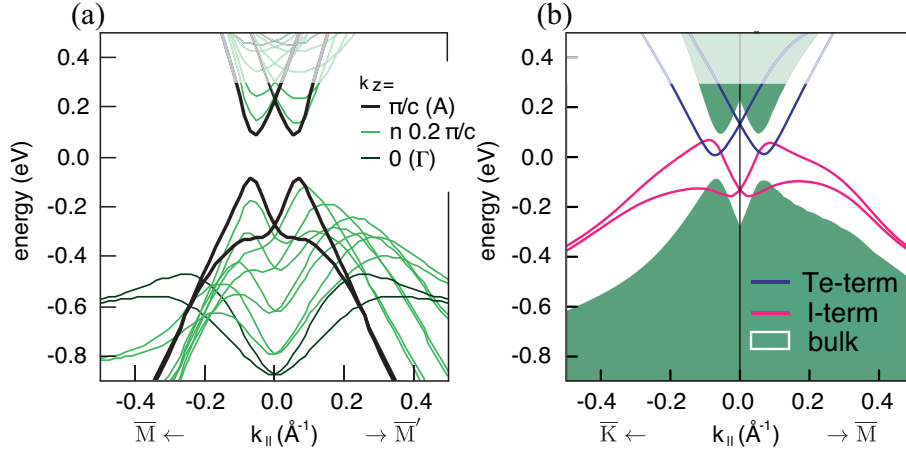 (a)
0.4
0.2
0.0
-0.2
-0.4
-0.6
-0.8
energy (eV)
k z=
π/c (A)
n 0.2 π/c
0 (Γ)
-0.4 -0.2 0.0 0.2 0.4
M̅ ← k || (Å⁻¹) → M̅′
(b)
0.4
0.2
0.0
-0.2
-0.4
-0.6
-0.8
energy (eV)
Te-term
I-term
bulk
-0.4 -0.2 0.0 0.2 0.4
K̅ ← k || (Å⁻¹) → M̅